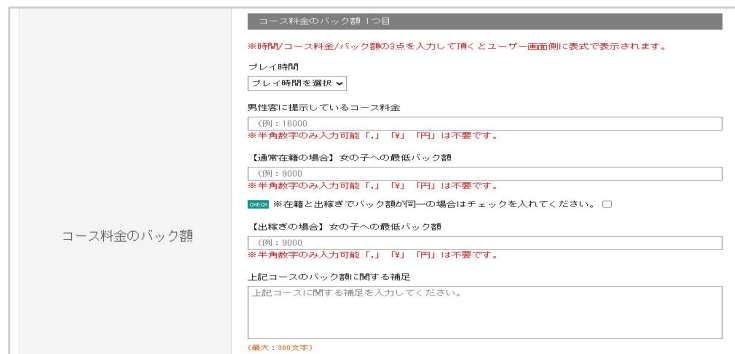 コース料金のバック額 1つ目
※時間/コース料金/バック額の3点を入力して頂くとユーザー画面側に表式で表示されます。
プレイ時間
プレイ時間を選択
男性客に提示しているコース料金
(例:16000
※半角数字のみ入力可能「,」「¥」「円」は不要です。
【通常在籍の場合】女の子への最低バック額
(例:9000
※半角数字のみ入力可能「,」「¥」「円」は不要です。
CHECK ※在籍と出稼ぎでバック額が同一の場合はチェックを入れてください。
コース料金のバック額
【出稼ぎの場合】女の子への最低バック額
(例:9000
※半角数字のみ入力可能「,」「¥」「円」は不要です。
上記コースのバック額に関する補足
上記コースに関する補足を入力してください。
(最大:300文字)